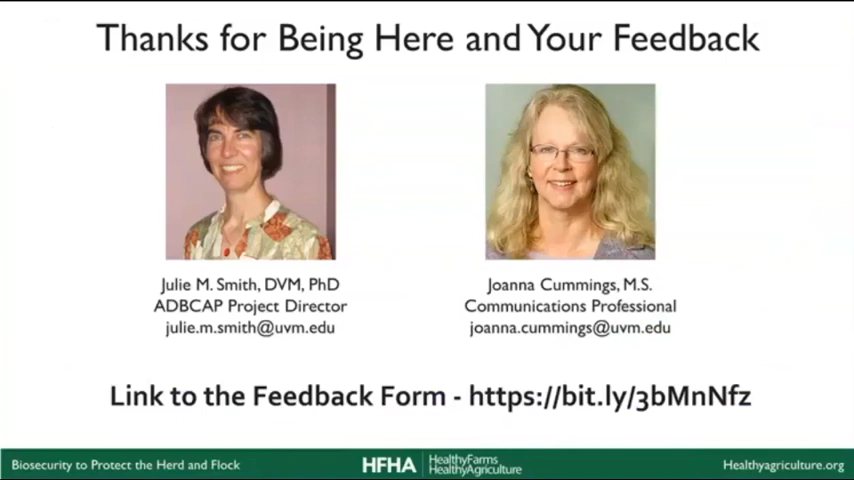 Thanks for Being Here and Your Feedback
Julie M. Smith, DVM, PhD
ADBCAP Project Director
julie.m.smith@uvm.edu
Joanna Cummings, M.S.
Communications Professional
joanna.cummings@uvm.edu
Link to the Feedback Form - https://bit.ly/3bMnNfz
Biosecurity to Protect the Herd and Flock
HFHA
HealthyFarms
HealthyAgriculture
Healthyagriculture.org